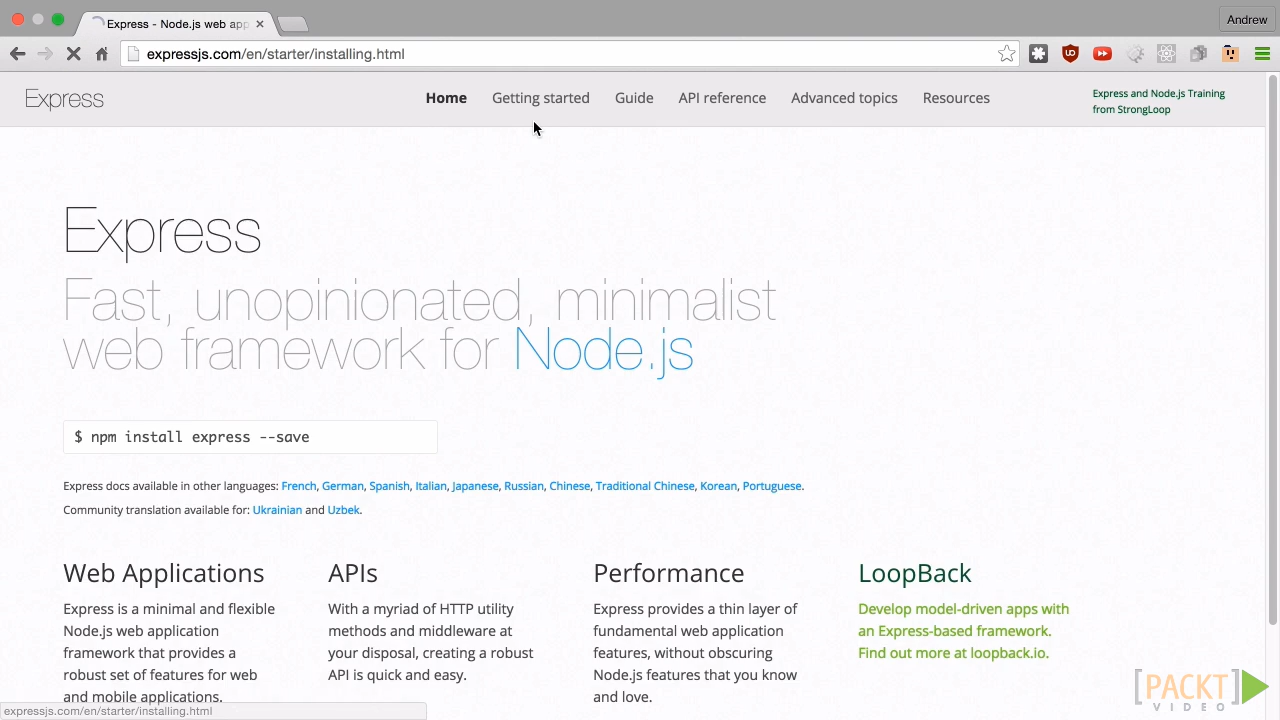 Express - Node.js web app
Andrew
expressjs.com/en/starter/installing.html
Express
Home
Getting started
Guide
API reference
Advanced topics
Resources
Express and Node.js Training
from StrongLoop
Express
Fast, unopinionated, minimalist
web framework for Node.js
$ npm install express --save
Express docs available in other languages: French, German, Spanish, Italian, Japanese, Russian, Chinese, Traditional Chinese, Korean, Portuguese.
Community translation available for: Ukrainian and Uzbek.
Web Applications
Express is a minimal and flexible
Node.js web application
framework that provides a
robust set of features for web
and mobile applications.
APIs
With a myriad of HTTP utility
methods and middleware at
your disposal, creating a robust
API is quick and easy.
Performance
Express provides a thin layer of
fundamental web application
features, without obscuring
Node.js features that you know
and love.
LoopBack
Develop model-driven apps with
an Express-based framework.
Find out more at loopback.io.
expressjs.com/en/starter/installing.html
[PACKT]
VIDEO